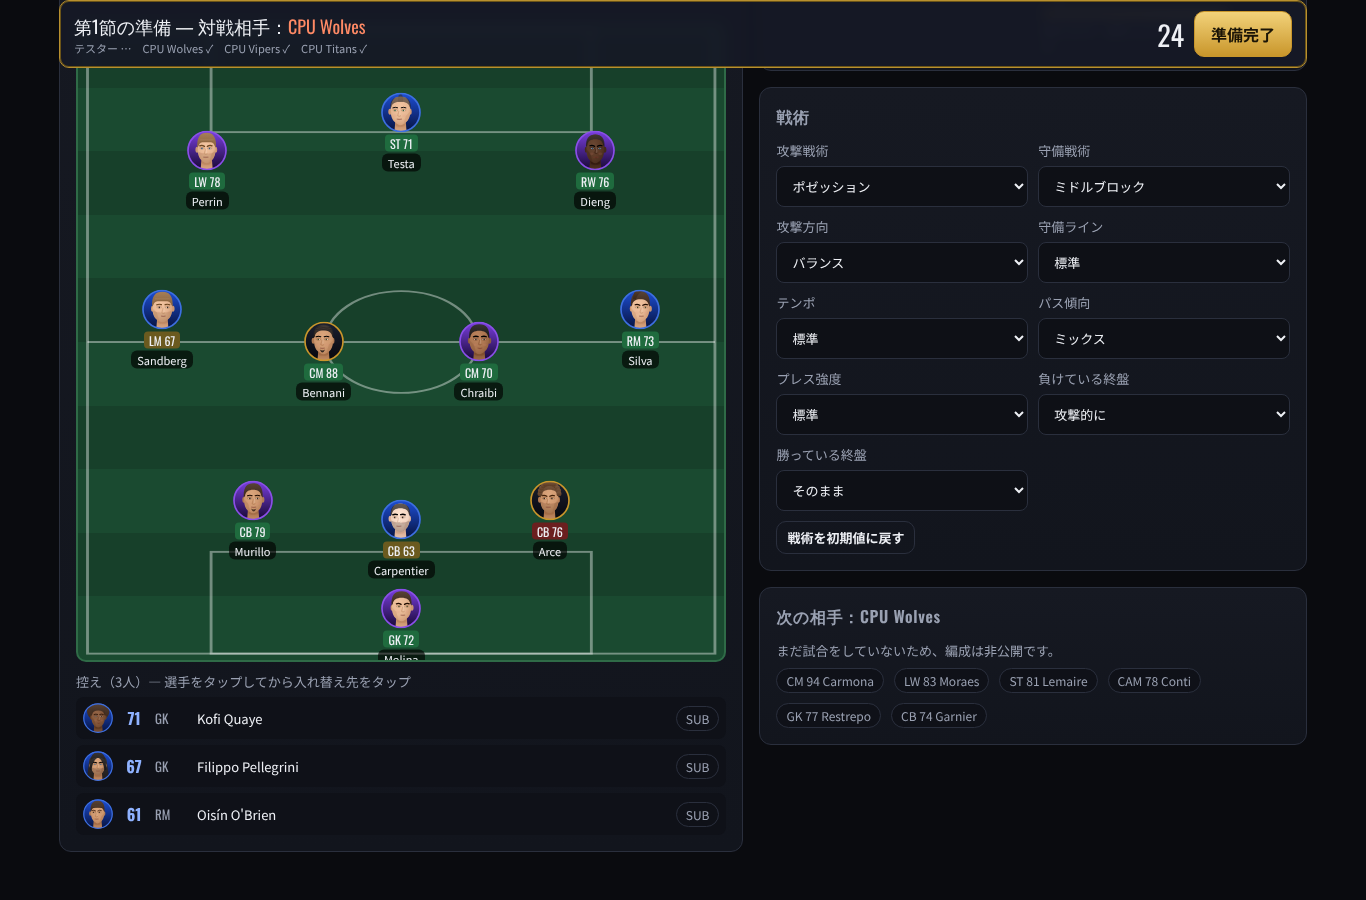 第1節の準備 — 対戦相手：CPU Wolves
テスター … CPU Wolves ✓ CPU Vipers ✓ CPU Titans ✓
24
準備完了
ST 71
Testa
LW 78
Perrin
RW 76
Dieng
LM 67
Sandberg
CM 88
Bennani
CM 70
Chraibi
RM 73
Silva
CB 79
Murillo
CB 63
Carpentier
CB 76
Arce
GK 72
Molina
控え（3人）— 選手をタップしてから入れ替え先をタップ
71 GK Kofi Quaye SUB
67 GK Filippo Pellegrini SUB
61 RM Oisín O'Brien SUB
戦術
攻撃戦術 守備戦術
ポゼッション ミドルブロック
攻撃方向 守備ライン
バランス 標準
テンポ パス傾向
標準 ミックス
プレス強度 負けている終盤
標準 攻撃的に
勝っている終盤
そのまま
戦術を初期値に戻す
次の相手：CPU Wolves
まだ試合をしていないため、編成は非公開です。
CM 94 Carmona LW 83 Moraes ST 81 Lemaire CAM 78 Conti
GK 77 Restrepo CB 74 Garnier